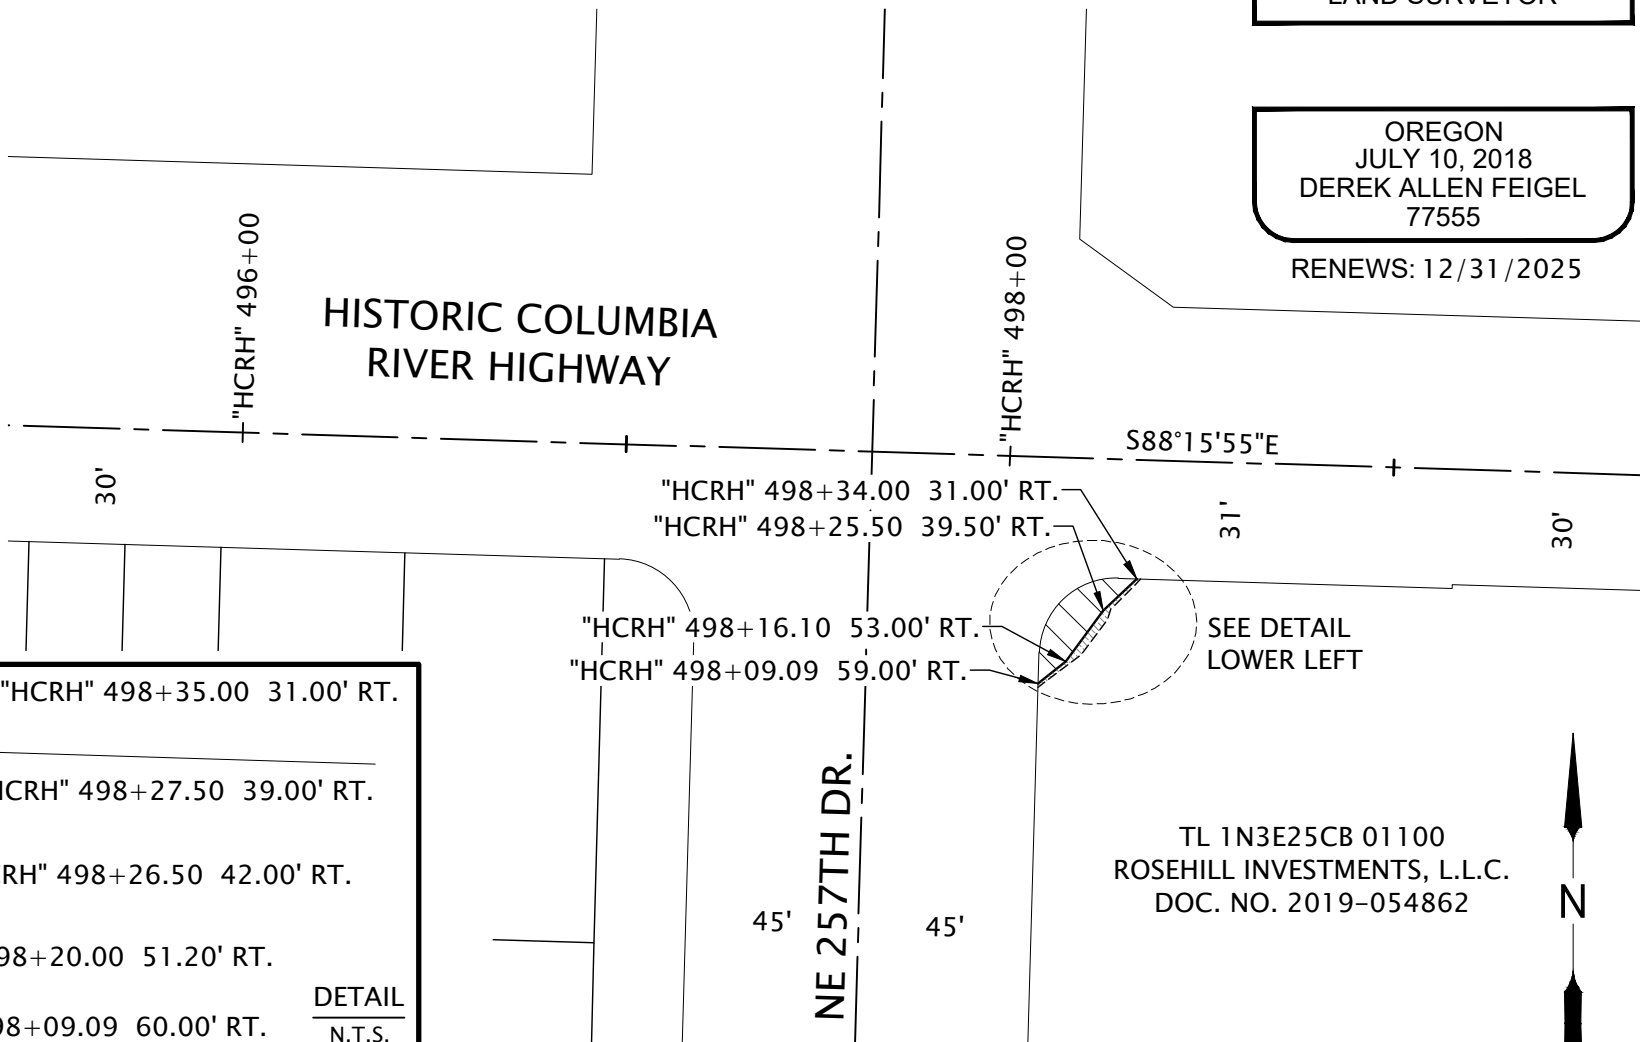 LAND SURVEYOR
OREGON
JULY 10, 2018
DEREK ALLEN FEIGEL
77555
RENEWS: 12/31/2025
"HCRH" 496+00
HISTORIC COLUMBIA
RIVER HIGHWAY
"HCRH" 498+00
S88°15'55"E
30'
"HCRH" 498+34.00 31.00' RT.
"HCRH" 498+25.50 39.50' RT.
31'
30'
"HCRH" 498+16.10 53.00' RT.
"HCRH" 498+09.09 59.00' RT.
SEE DETAIL
LOWER LEFT
"HCRH" 498+35.00 31.00' RT.
HCRH" 498+27.50 39.00' RT.
CRH" 498+26.50 42.00' RT.
98+20.00 51.20' RT.
98+09.09 60.00' RT.
DETAIL
N.T.S.
45'
NE 257TH DR.
45'
TL 1N3E25CB 01100
ROSEHILL INVESTMENTS, L.L.C.
DOC. NO. 2019-054862
N